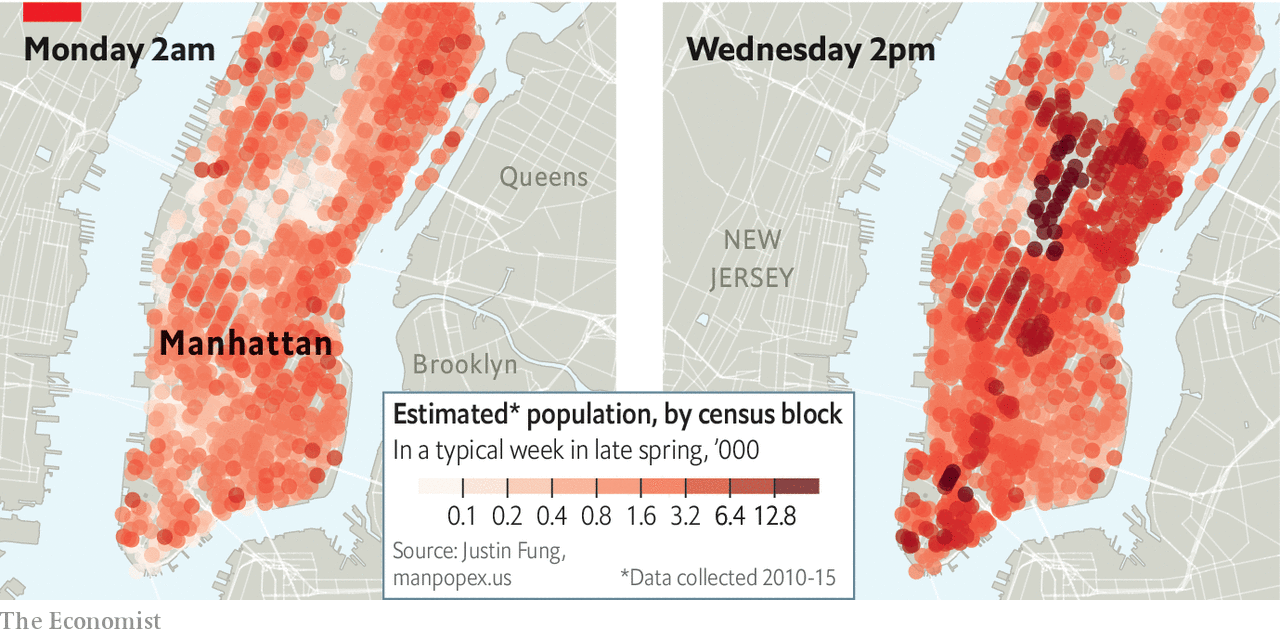 Monday 2am
Wednesday 2pm
Queens
NEW
JERSEY
Manhattan
Brooklyn
Estimated* population, by census block
In a typical week in late spring, ’000
0.1 0.2 0.4 0.8 1.6 3.2 6.4 12.8
Source: Justin Fung,
manpopex.us
*Data collected 2010-15
The Economist